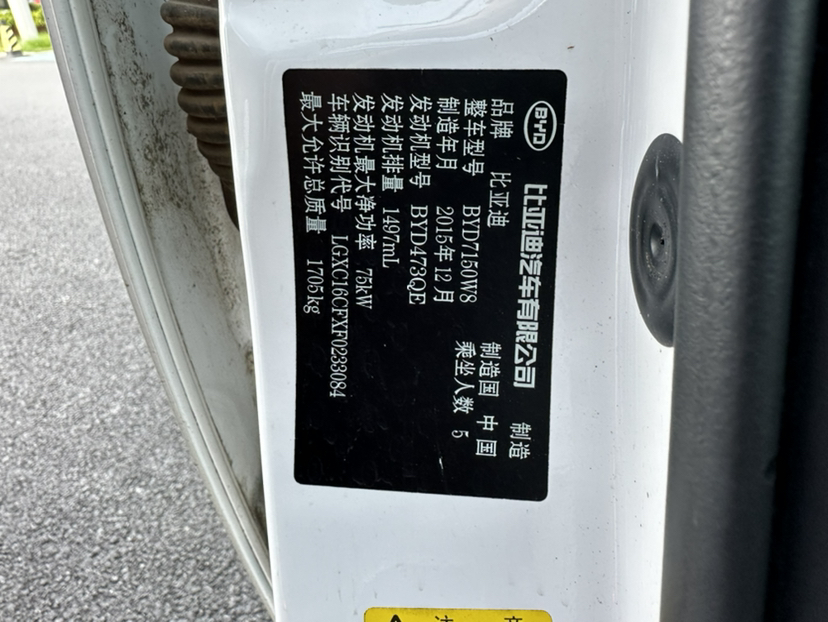 BYD 比亚迪汽车有限公司 制造
品牌 比亚迪 制造国 中国
整车型号 BYD7150W8 乘坐人数 5
制造年月 2015年12月
发动机型号 BYD473QE
发动机排量 1497mL
发动机最大净功率 75kW
车辆识别代号 LGXC16CFXF0233084
最大允许总质量 1705kg